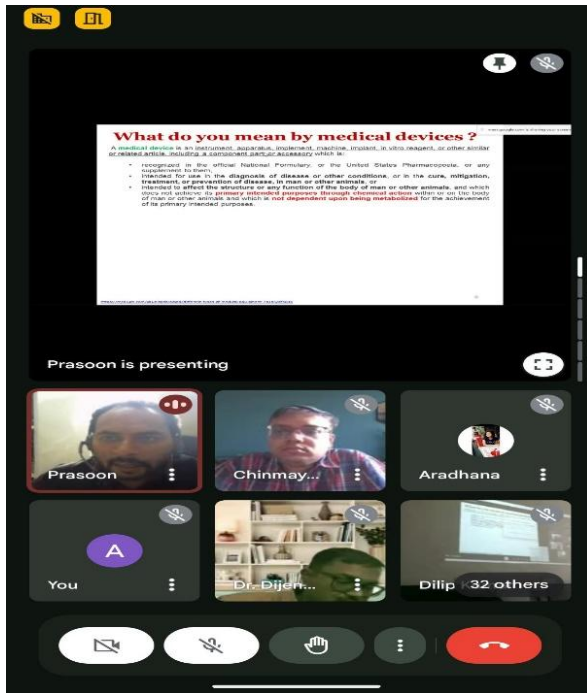 What do you mean by medical devices ?
A medical device is an instrument, apparatus, implement, machine, implant, in vitro reagent, or other similar
or related article, including a component part, or accessory which is:
• recognized in the official National Formulary, or the United States Pharmacopoeia, or any
supplement to them,
• intended for use in the diagnosis of disease or other conditions, or in the cure, mitigation,
treatment, or prevention of disease, in man or other animals, or
• intended to affect the structure or any function of the body of man or other animals, and which
does not achieve its primary intended purposes through chemical action within or on the body
of man or other animals and which is not dependent upon being metabolized for the achievement
of its primary intended purposes.
Prasoon is presenting
Prasoon
Chinmay...
Aradhana
A
You
Dr. Dijen...
Dilip
32 others